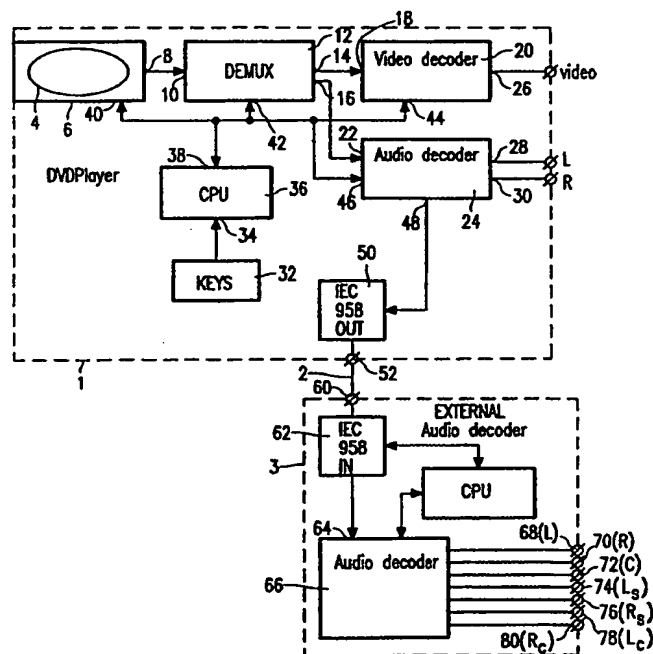 8
12
14
18
20
DEMUX
Video decoder
video
4
6
40
10
16
26
42
44
22
Audio decoder
28
L
R
DVDPlayer
38
CPU
36
46
48
24
30
34
KEYS
32
50
IEC
958
OUT
1
2
52
60
EXTERNAL
Audio decoder
62
IEC
958
IN
3
CPU
64
Audio decoder
66
68(L)
70(R)
72(C)
74(Ls)
76(Rs)
78(Lc)
80(Rc)